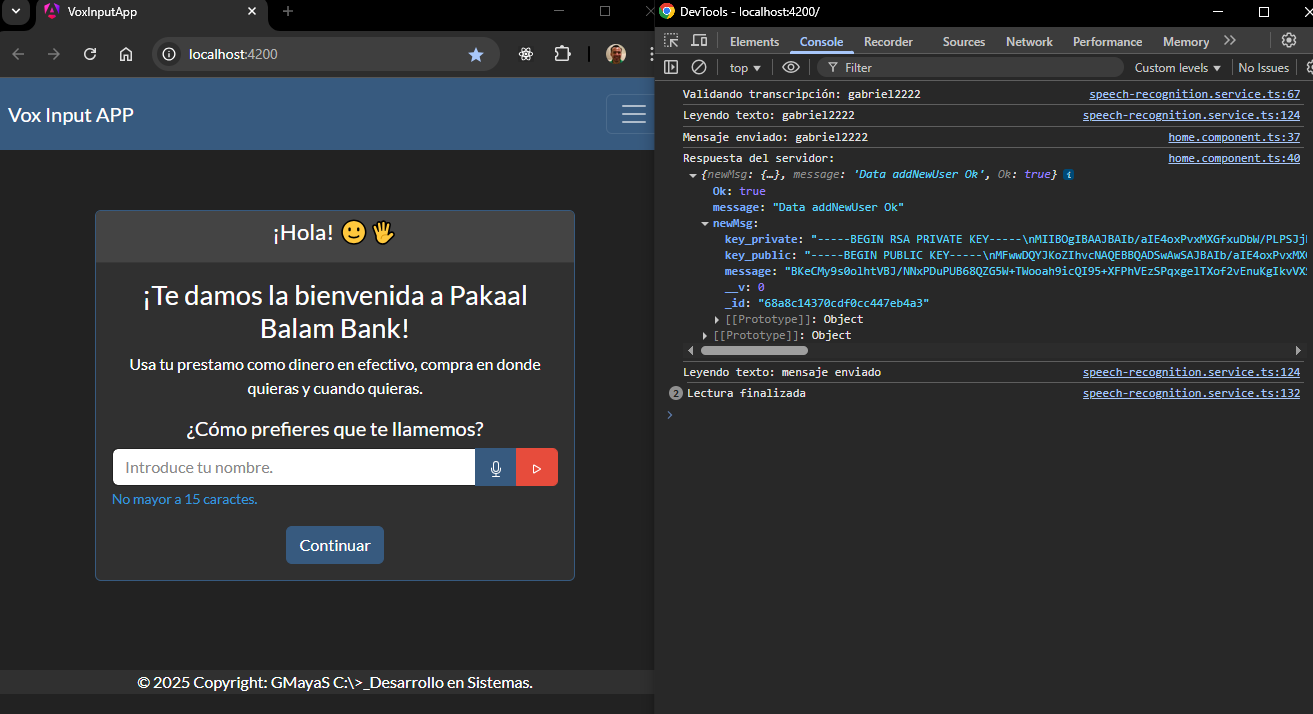 VoxInputApp
localhost:4200
Vox Input APP
¡Hola! 🙂 🖐
¡Te damos la bienvenida a Pakaal
Balam Bank!
Usa tu prestamo como dinero en efectivo, compra en donde
quieras y cuando quieras.
¿Cómo prefieres que te llamemos?
Introduce tu nombre.
No mayor a 15 caractes.
Continuar
© 2025 Copyright: GMayaS C:\>_Desarrollo en Sistemas.
DevTools - localhost:4200/
Elements Console Recorder Sources Network Performance Memory
top Filter Custom levels No Issues
Validando transcripción: gabriel2222 speech-recognition.service.ts:67
Leyendo texto: gabriel2222 speech-recognition.service.ts:124
Mensaje enviado: gabriel2222 home.component.ts:37
Respuesta del servidor: home.component.ts:40
{newMsg: {…}, message: 'Data addNewUser Ok', Ok: true}
Ok: true
message: "Data addNewUser Ok"
newMsg:
key_private: "-----BEGIN RSA PRIVATE KEY-----\nMIIBOgIBAAJBAIb/aIE4oxPvxMXGfxuDbW/PLPSJj
key_public: "-----BEGIN PUBLIC KEY-----\nMFwwDQYJKoZIhvcNAQEBBQADSwAwSAJBAIb/aIE4oxPvxMX
message: "BKeCMy9s0olhtVBJ/NNxPDuPUB68QZG5W+TWooah9icQI95+XFPhVEzSPqxgelTXof2vEnuKgIkvVX
__v: 0
_id: "68a8c14370cdf0cc447eb4a3"
[[Prototype]]: Object
[[Prototype]]: Object
Leyendo texto: mensaje enviado speech-recognition.service.ts:124
2 Lectura finalizada speech-recognition.service.ts:132